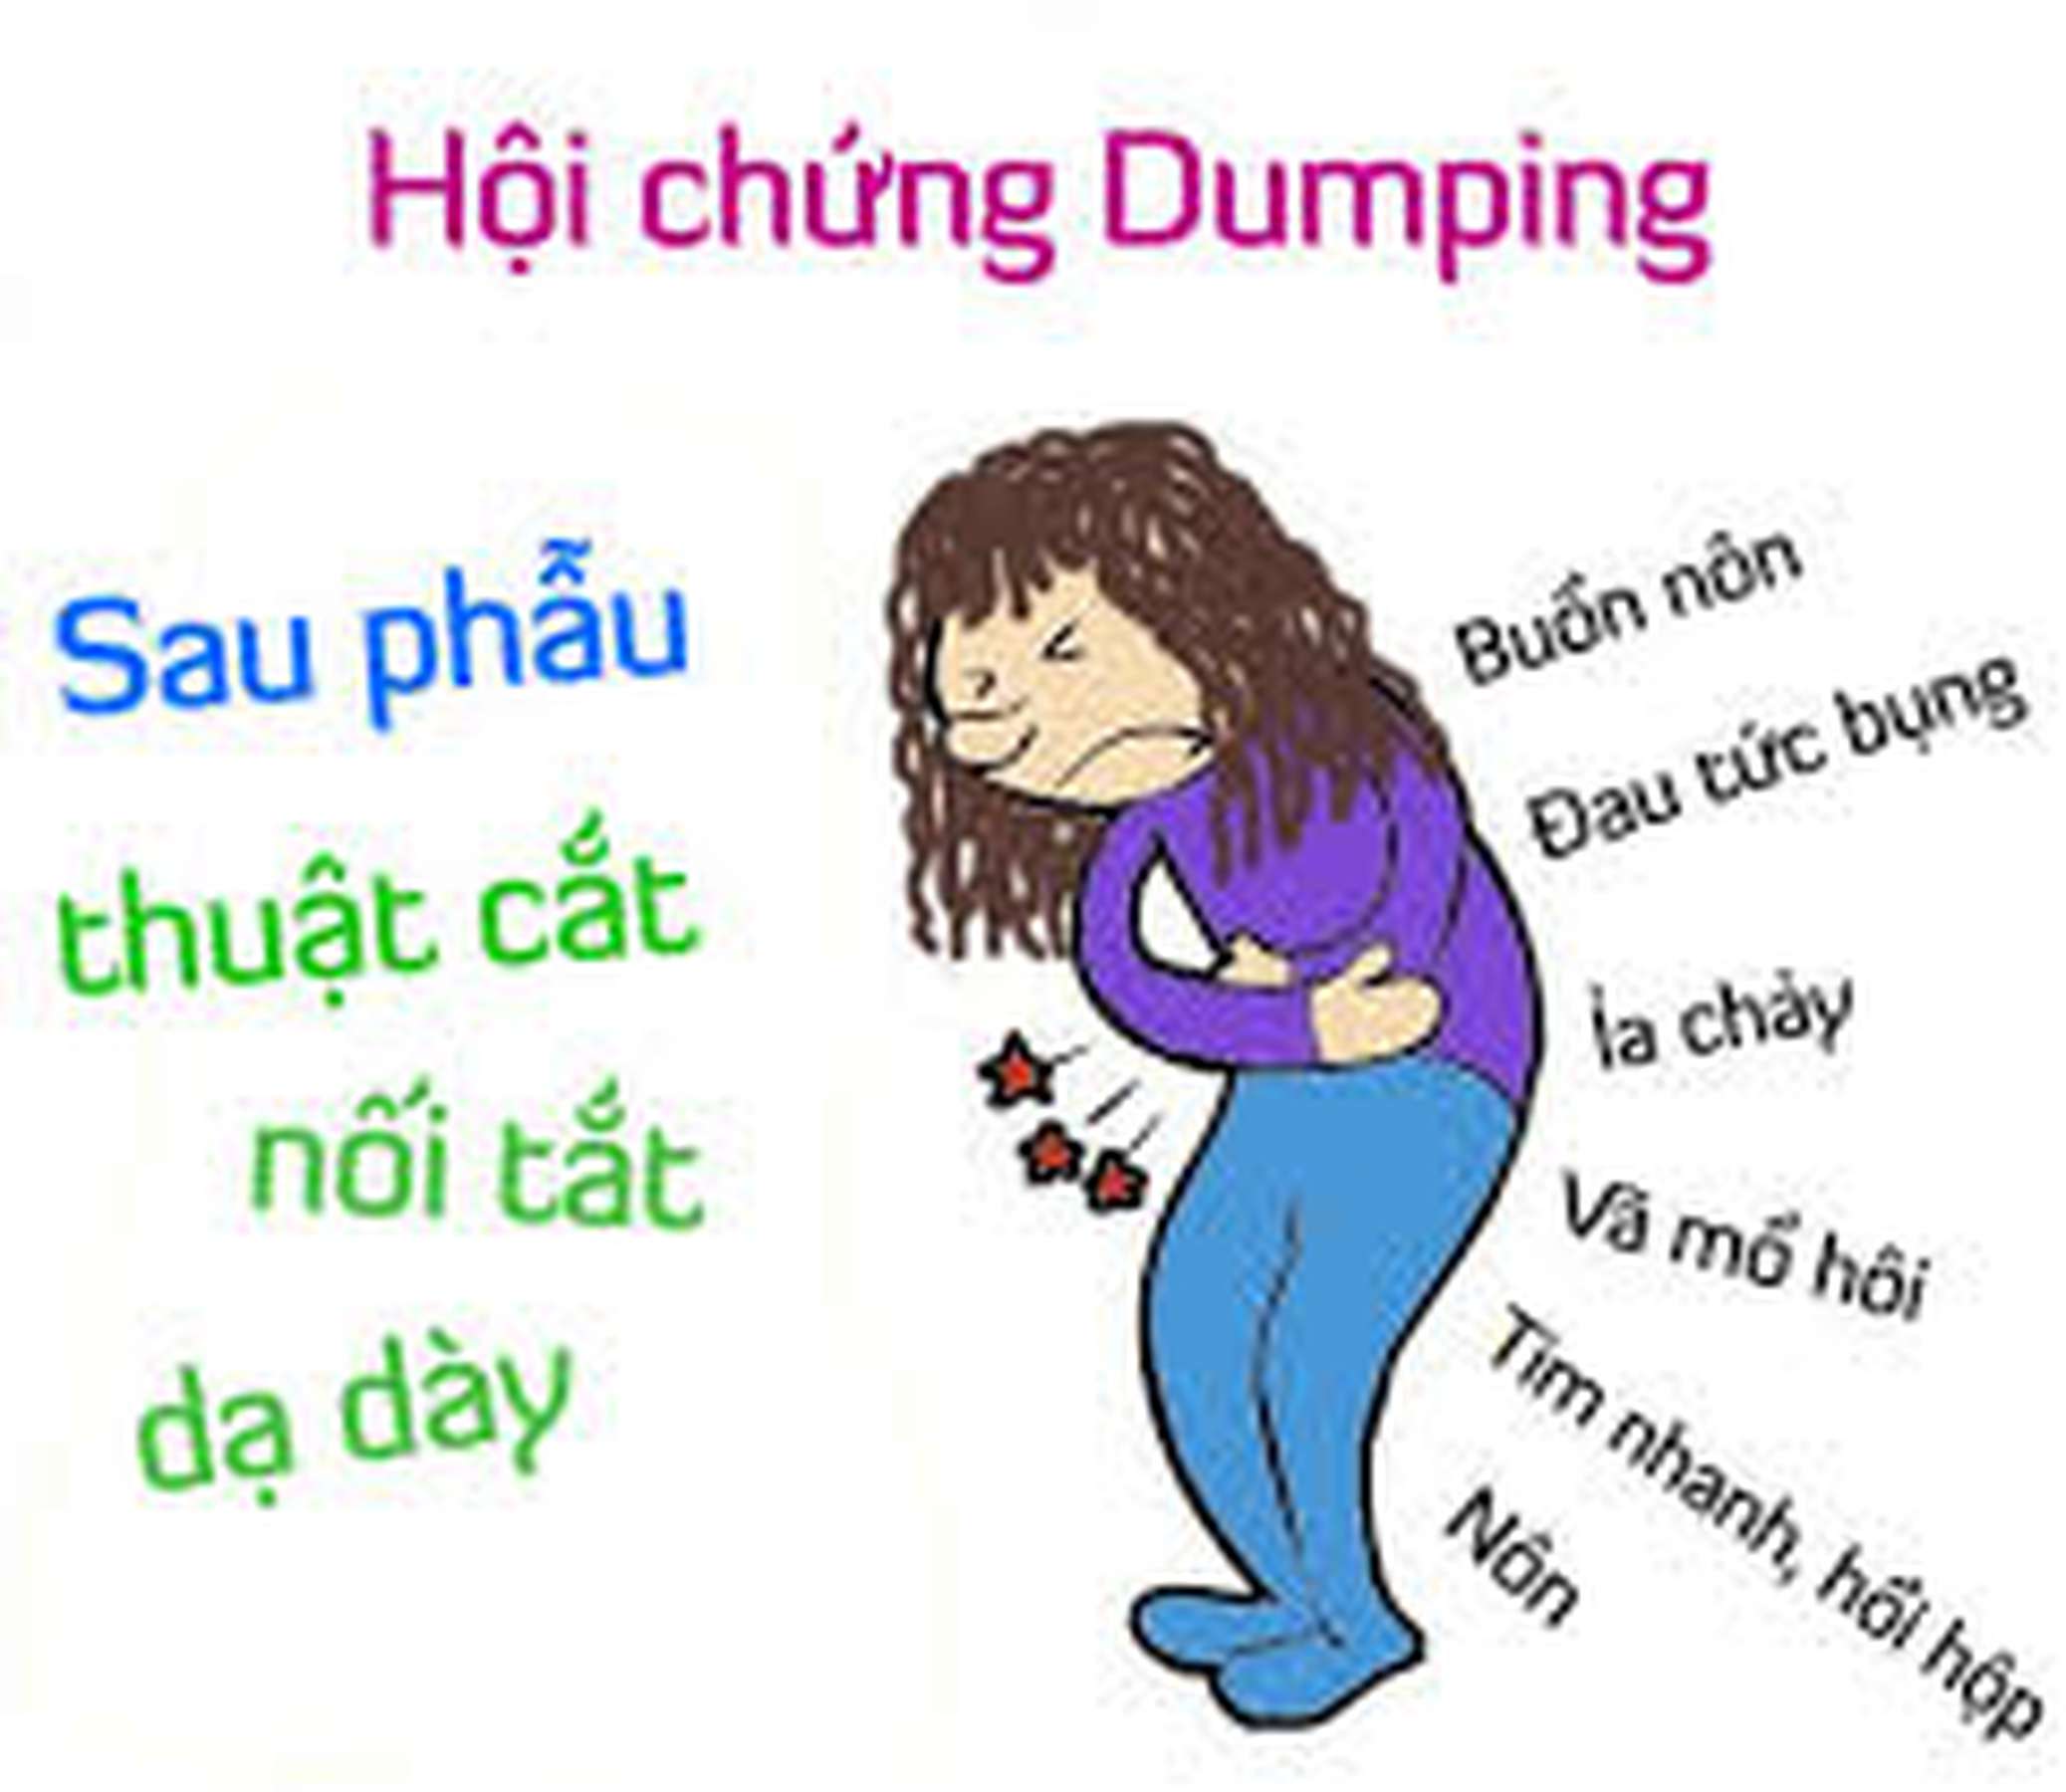 Hội chứng Dumping
Sau phẫu
thuật cắt
nối tắt
dạ dày
Buồn nôn
Đau tức bụng
Ỉa chảy
Vã mồ hôi
Tim nhanh, hồi hộp
Nôn